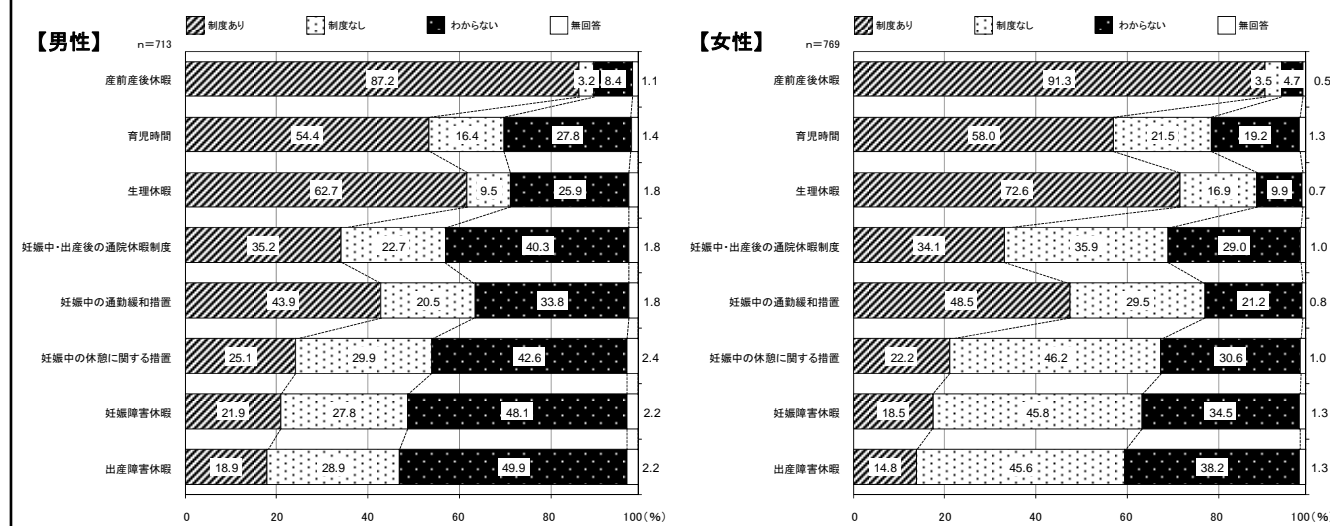 制度あり 制度なし わからない 無回答
【男性】 n=713
産前産後休暇 87.2 3.2 8.4 1.1
育児時間 54.4 16.4 27.8 1.4
生理休暇 62.7 9.5 25.9 1.8
妊娠中・出産後の通院休暇制度 35.2 22.7 40.3 1.8
妊娠中の通勤緩和措置 43.9 20.5 33.8 1.8
妊娠中の休憩に関する措置 25.1 29.9 42.6 2.4
妊娠障害休暇 21.9 27.8 48.1 2.2
出産障害休暇 18.9 28.9 49.9 2.2
0 20 40 60 80 100(%)
制度あり 制度なし わからない 無回答
【女性】 n=769
産前産後休暇 91.3 3.5 4.7 0.5
育児時間 58.0 21.5 19.2 1.3
生理休暇 72.6 16.9 9.9 0.7
妊娠中・出産後の通院休暇制度 34.1 35.9 29.0 1.0
妊娠中の通勤緩和措置 48.5 29.5 21.2 0.8
妊娠中の休憩に関する措置 22.2 46.2 30.6 1.0
妊娠障害休暇 18.5 45.8 34.5 1.3
出産障害休暇 14.8 45.6 38.2 1.3
0 20 40 60 80 100(%)